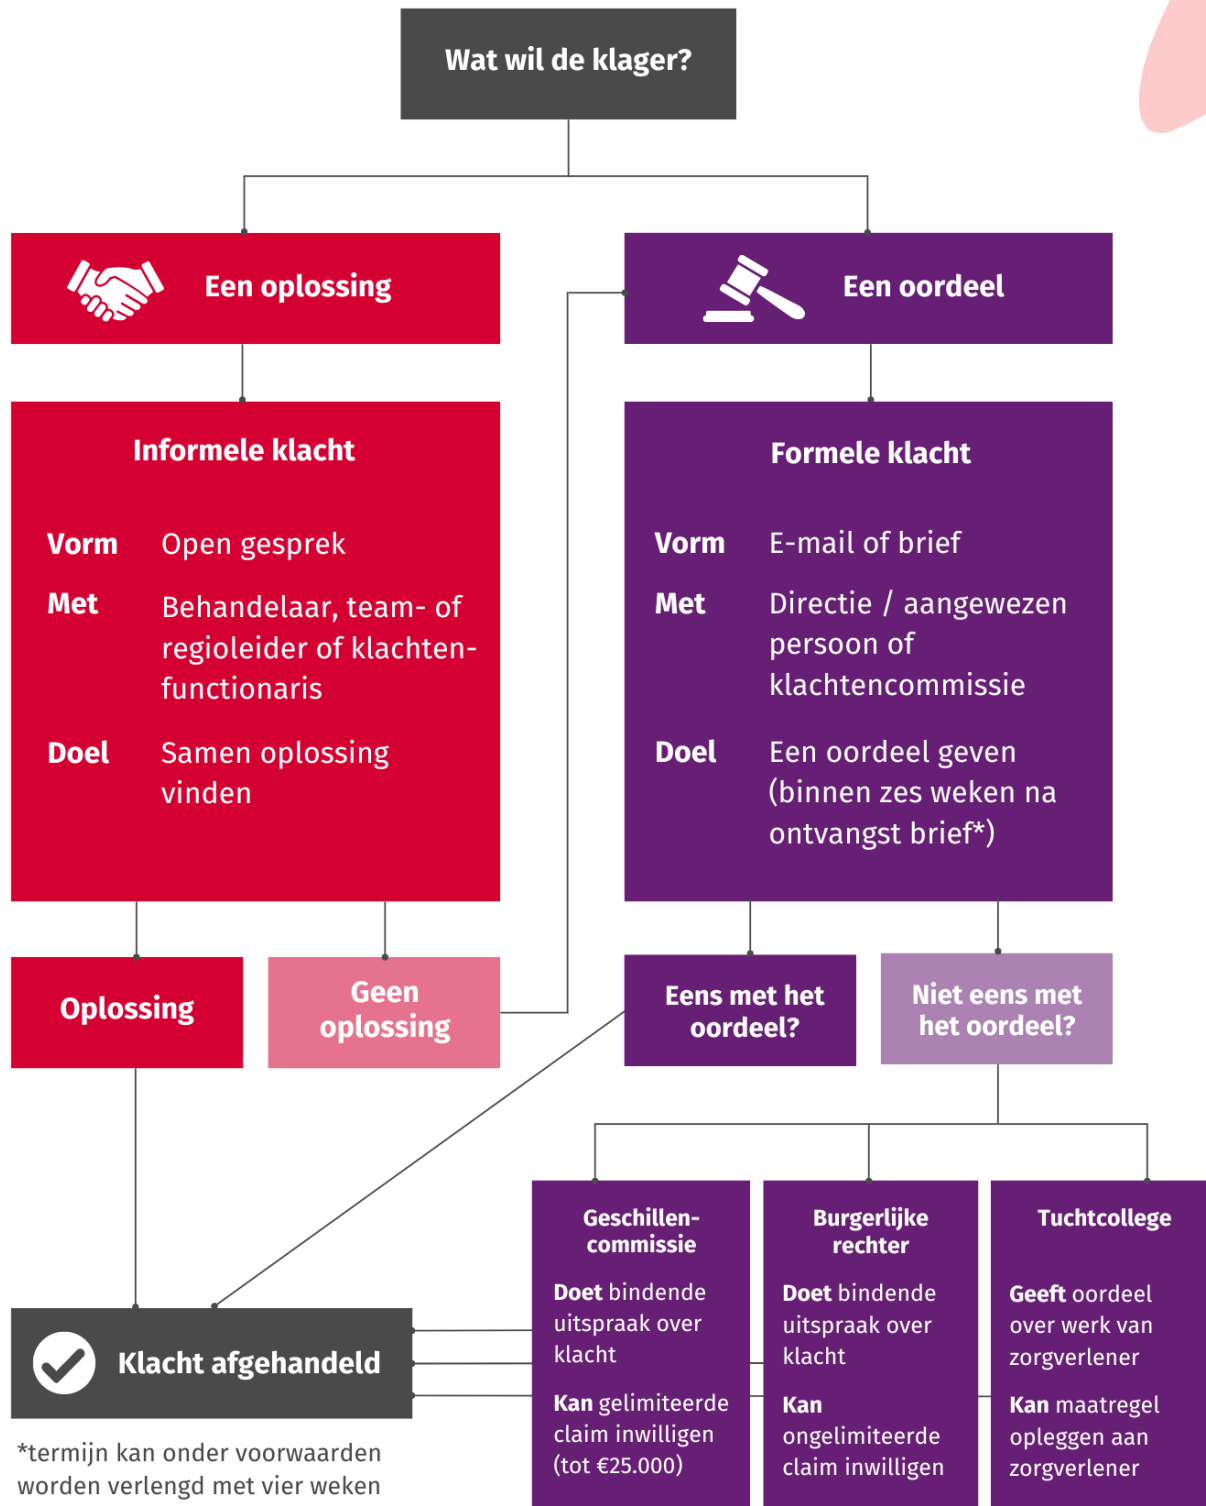 Wat wil de klager?
Een oplossing
Een oordeel
Informele klacht
Vorm Open gesprek
Met Behandelaar, team- of
regioleider of klachten-
functionaris
Doel Samen oplossing
vinden
Formele klacht
Vorm E-mail of brief
Met Directie / aangewezen
persoon of
klachtencommissie
Doel Een oordeel geven
(binnen zes weken na
ontvangst brief*)
Oplossing
Geen
oplossing
Eens met het
oordeel?
Niet eens met
het oordeel?
Geschillen-
commissie
Doet bindende
uitspraak over
klacht
Kan gelimiteerde
claim inwilligen
(tot €25.000)
Burgerlijke
rechter
Doet bindende
uitspraak over
klacht
Kan
ongelimiteerde
claim inwilligen
Tuchtcollege
Geeft oordeel
over werk van
zorgverlener
Kan maatregel
opleggen aan
zorgverlener
Klacht afgehandeld
*termijn kan onder voorwaarden
worden verlengd met vier weken